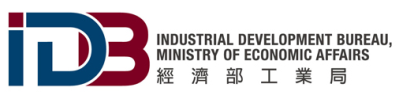 IDB
INDUSTRIAL DEVELOPMENT BUREAU,
MINISTRY OF ECONOMIC AFFAIRS
經濟部工業局